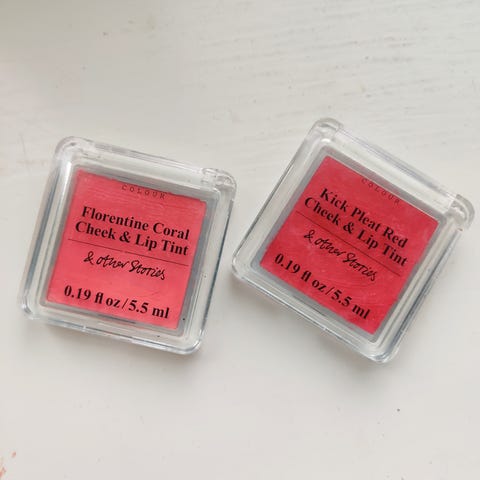 COLOUR
Florentine Coral
Cheek & Lip Tint
& other Stories
0.19 fl oz / 5.5 ml
COLOUR
Kick Pleat Red
Cheek & Lip Tint
& other Stories
0.19 fl oz / 5.5 ml